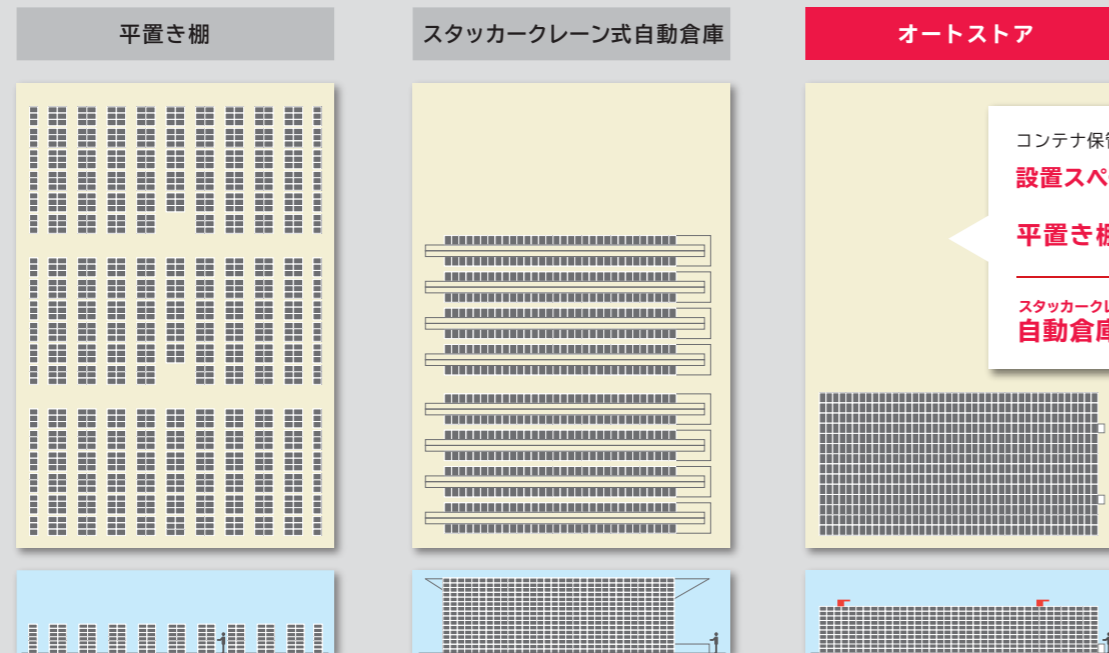 平置き棚
スタッカークレーン式自動倉庫
オートストア
コンテナ保
設置スペ
平置き
スタッカーク
自動倉